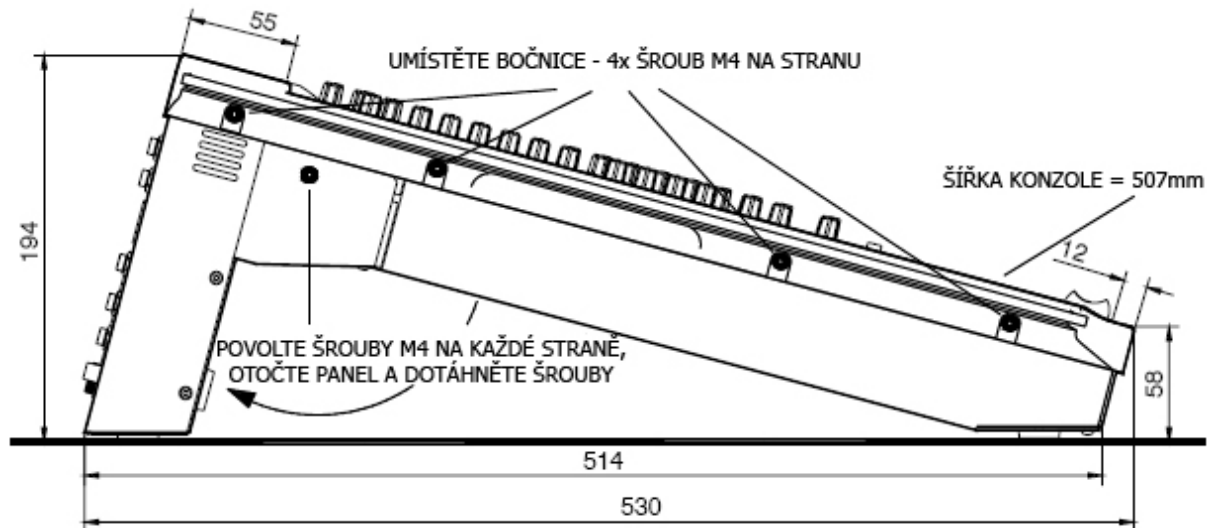 55
UMÍSTĚTE BOČNICE - 4x ŠROUB M4 NA STRANU
ŠÍŘKA KONZOLE = 507mm
194
12
POVOLTE ŠROUBY M4 NA KAŽDÉ STRANĚ,
OTOČTE PANEL A DOTÁHNĚTE ŠROUBY
58
514
530